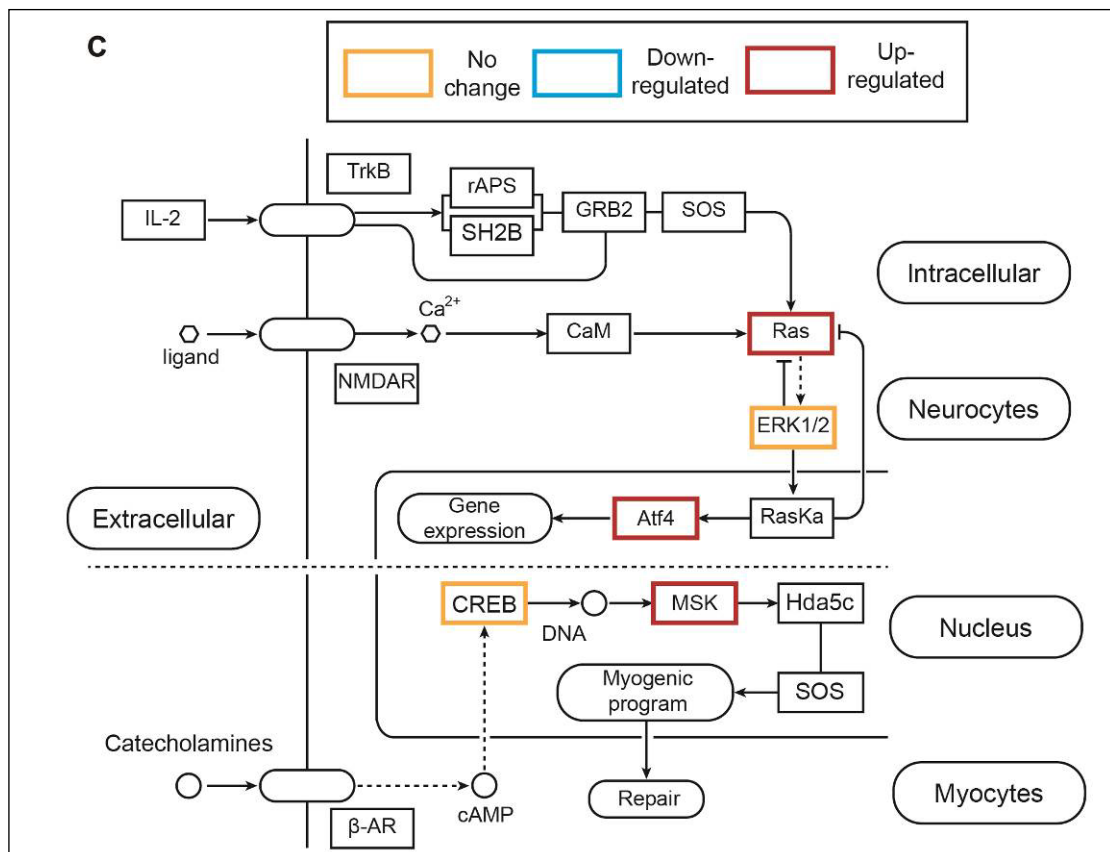 C
No
change
Down-
regulated
Up-
regulated
TrkB
rAPS
IL-2
GRB2
SOS
SH2B
Intracellular
Ca2+
ligand
CaM
Ras
NMDAR
Neurocytes
ERK1/2
Extracellular
Gene
expression
Atf4
RasKa
CREB
DNA
MSK
Hda5c
Nucleus
Myogenic
program
SOS
Catecholamines
cAMP
β-AR
Repair
Myocytes